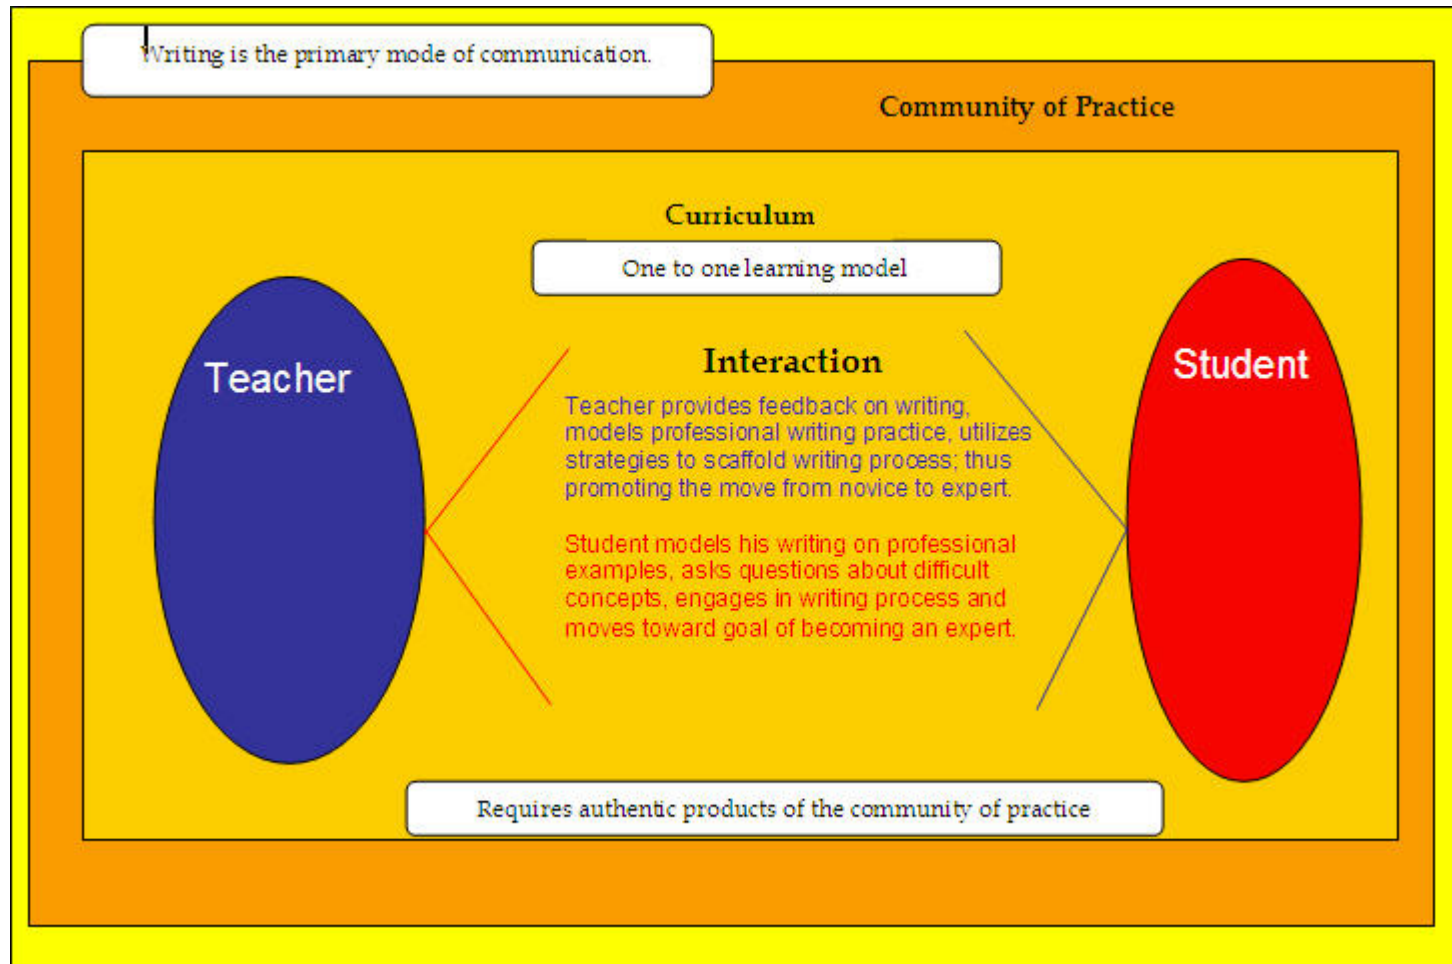 Writing is the primary mode of communication.
Community of Practice
Curriculum
One to one learning model
Teacher
Interaction
Student
Teacher provides feedback on writing,
models professional writing practice, utilizes
strategies to scaffold writing process; thus
promoting the move from novice to expert.
Student models his writing on professional
examples, asks questions about difficult
concepts, engages in writing process and
moves toward goal of becoming an expert.
Requires authentic products of the community of practice